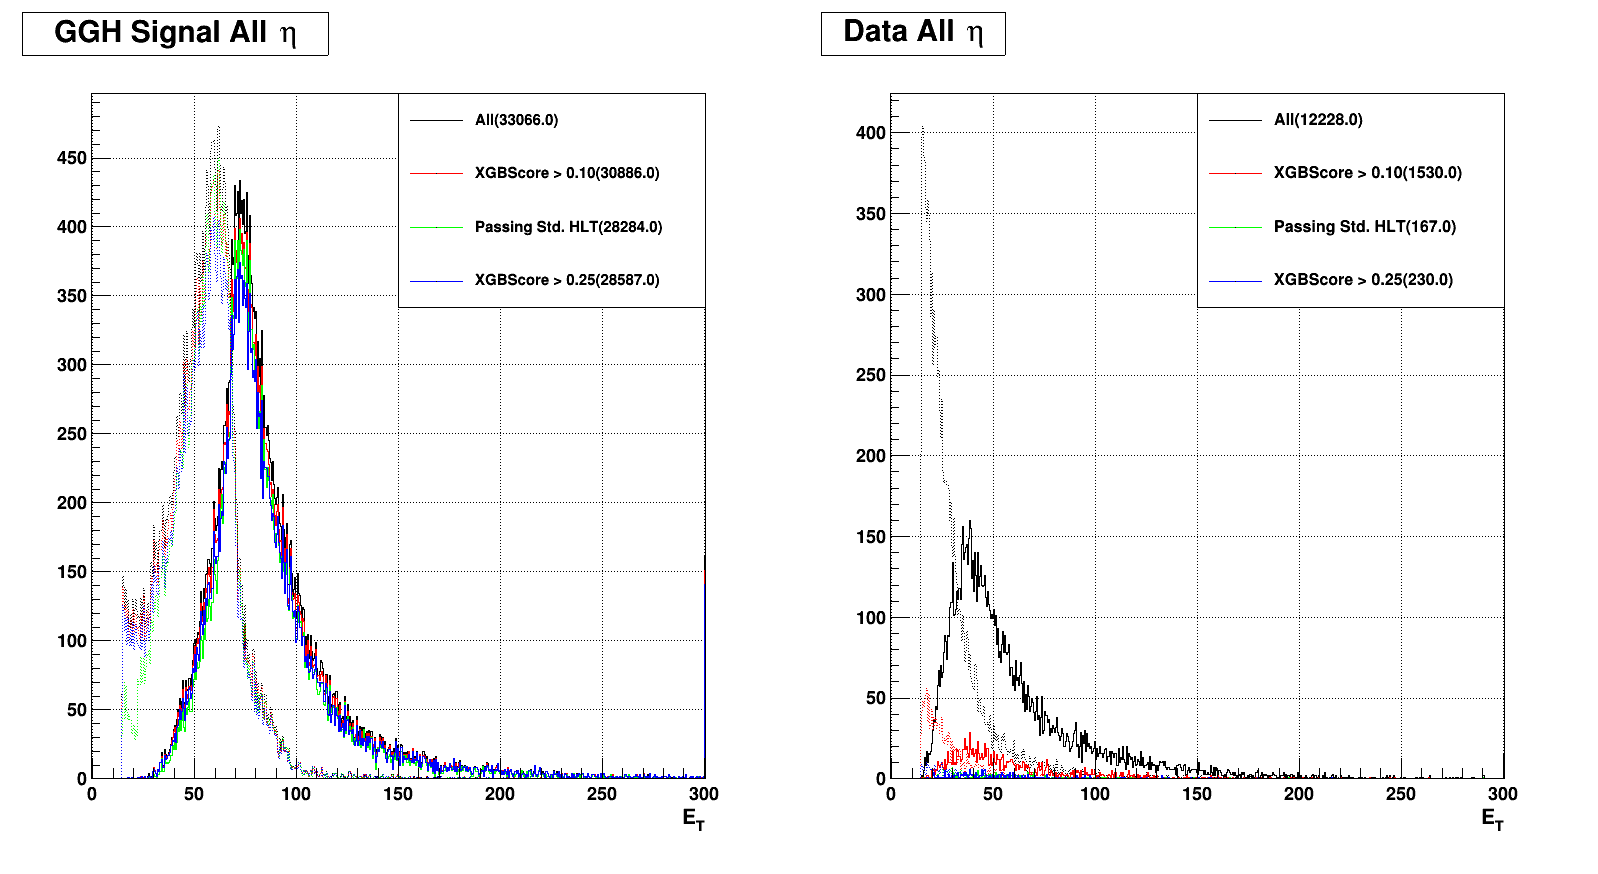 GGH Signal All η
All(33066.0)
XGBScore > 0.10(30886.0)
Passing Std. HLT(28284.0)
XGBScore > 0.25(28587.0)
450
400
350
300
250
200
150
100
50
0
0 50 100 150 200 250 300
E_T
Data All η
All(12228.0)
XGBScore > 0.10(1530.0)
Passing Std. HLT(167.0)
XGBScore > 0.25(230.0)
400
350
300
250
200
150
100
50
0
0 50 100 150 200 250 300
E_T